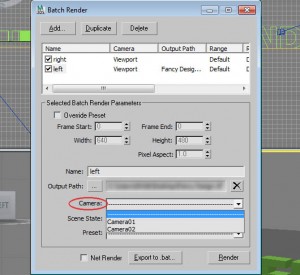 Batch Render
Add... Duplicate Delete
Name Camera Output Path Range
right Viewport Default
left Viewport Fancy Desig... Default
Selected Batch Render Parameters
Override Preset
Frame Start: 0 Frame End: 0
Width: 640 Height: 480
Pixel Aspect: 1.0
Name: left
Output Path: ...
Camera:
Scene State:
Camera01
Camera02
Preset:
Net Render Export to .bat... Render